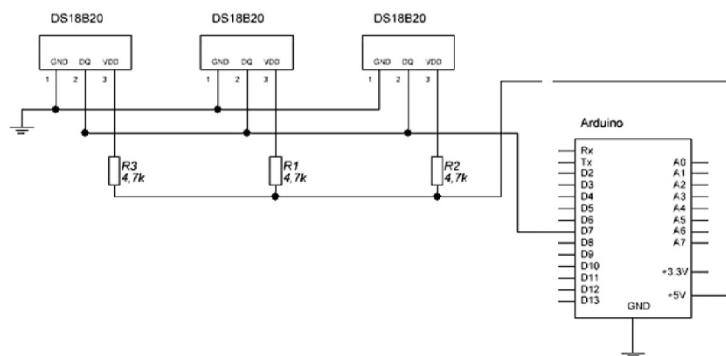 DS18B20
DS18B20
DS18B20
GND DQ VDD
GND DQ VDD
GND DQ VDD
1 2 3
1 2 3
1 2 3
R3
4,7k
R1
4,7k
R2
4,7k
Arduino
Rx
Tx
D2
D3
D4
D5
D6
D7
D8
D9
D10
D11
D12
D13
A0
A1
A2
A3
A4
A5
A6
A7
+3.3V
+5V
GND